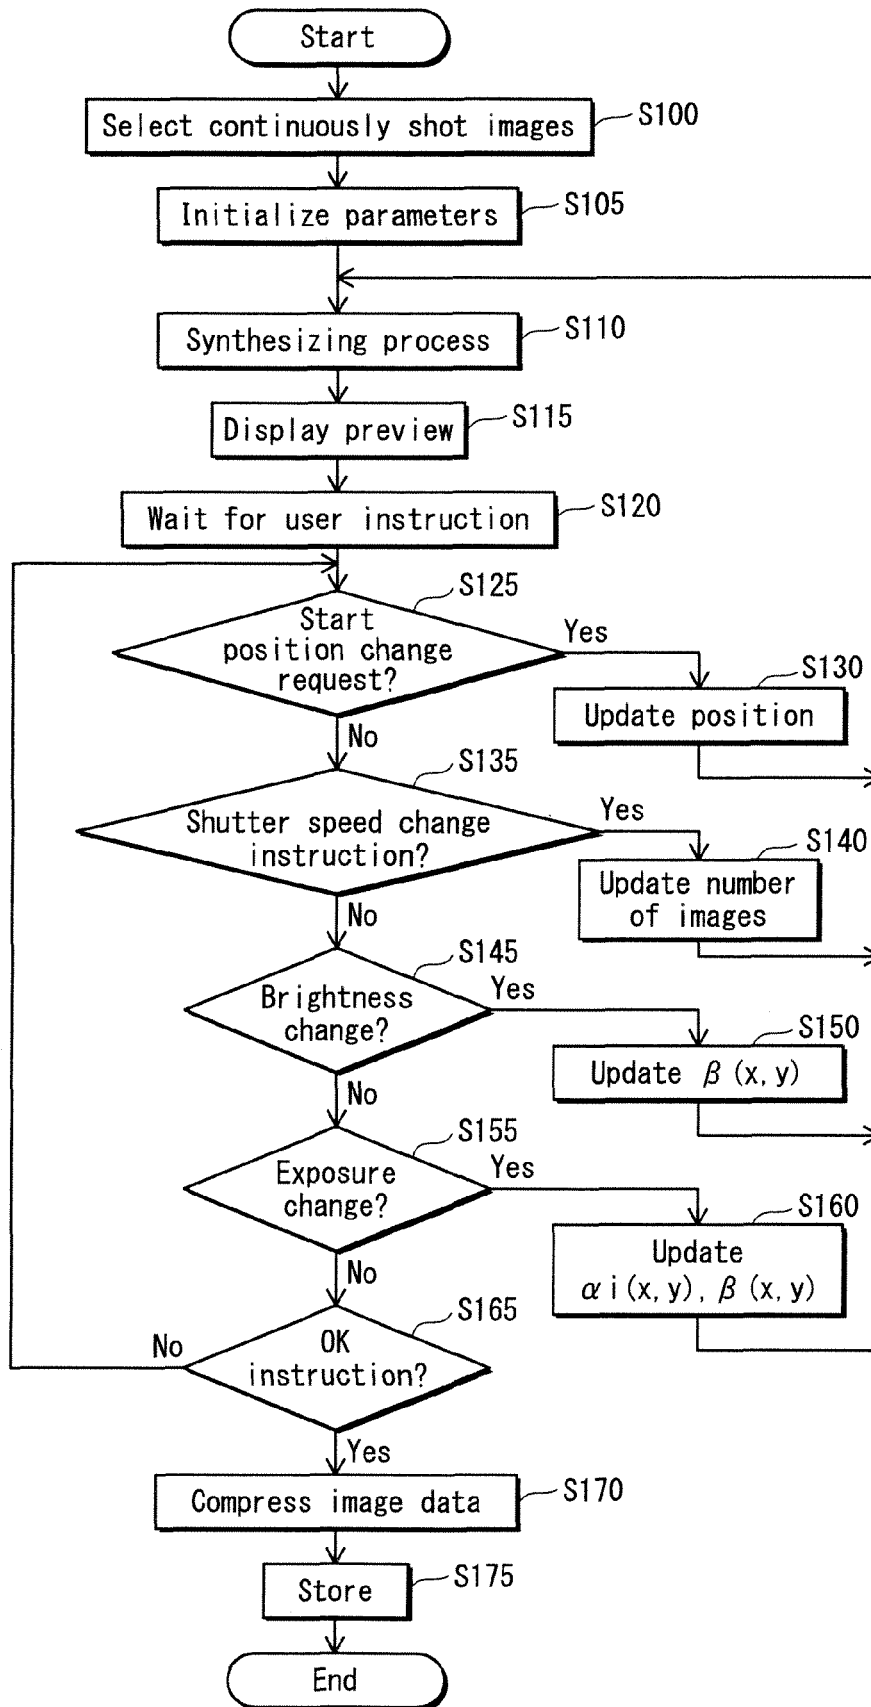 Start
Select continuously shot images
S100
Initialize parameters
S105
Synthesizing process
S110
Display preview
S115
Wait for user instruction
S120
Start
position change
request?
S125
Yes
No
Update position
S130
Shutter speed change
instruction?
S135
Yes
No
Update number
of images
S140
Brightness
change?
S145
Yes
No
Update β (x, y)
S150
Exposure
change?
S155
Yes
No
Update
α i (x, y), β (x, y)
S160
OK
instruction?
S165
No
Yes
Compress image data
S170
Store
S175
End